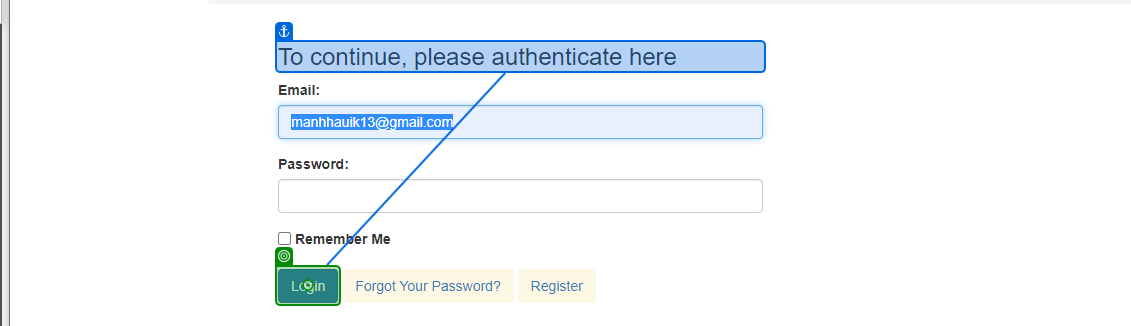 To continue, please authenticate here
Email:
manhhauik13@gmail.com
Password:
Remember Me
Login Forgot Your Password? Register